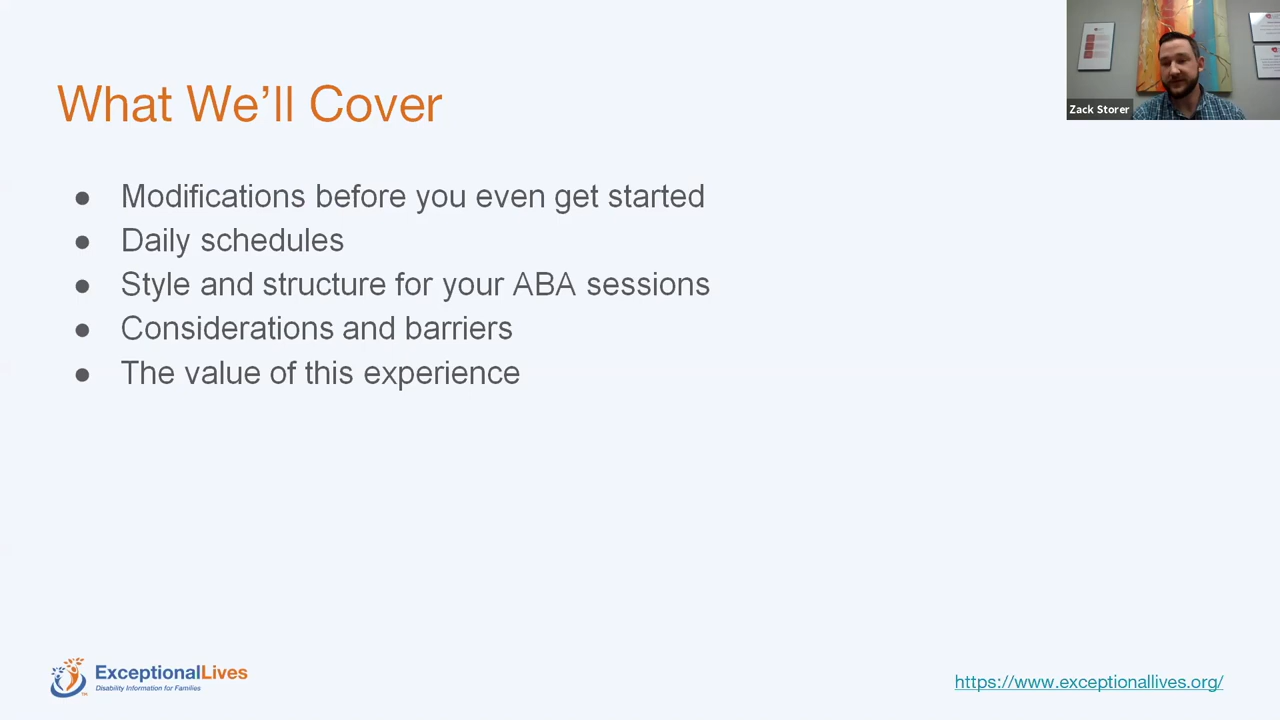 What We’ll Cover
Zack Storer
● Modifications before you even get started
● Daily schedules
● Style and structure for your ABA sessions
● Considerations and barriers
● The value of this experience
ExceptionalLives
Disability Information for Families
TM
https://www.exceptionallives.org/